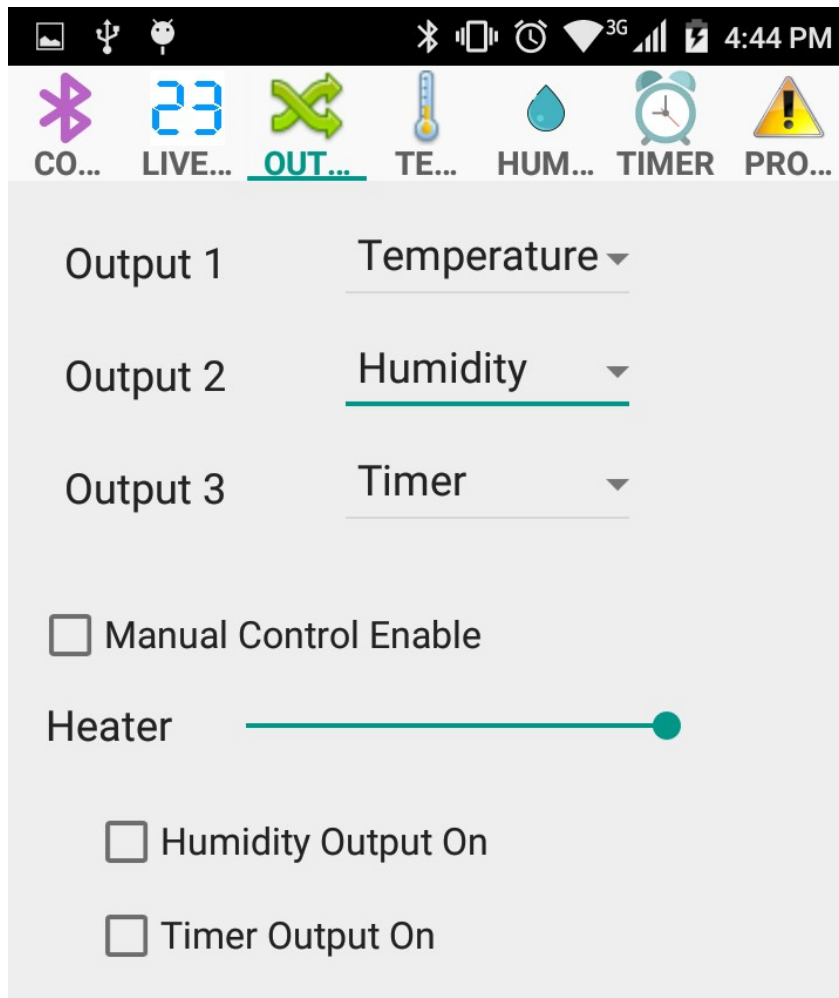 3G 4:44 PM
23
CO... LIVE... OUT... TE... HUM... TIMER PRO...
Output 1 Temperature
Output 2 Humidity
Output 3 Timer
Manual Control Enable
Heater
Humidity Output On
Timer Output On